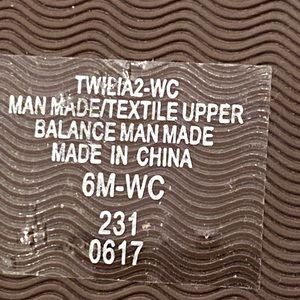 TWILIA2-WC
MAN MADE/TEXTILE UPPER
BALANCE MAN MADE
MADE IN CHINA
6M-WC
231
0617